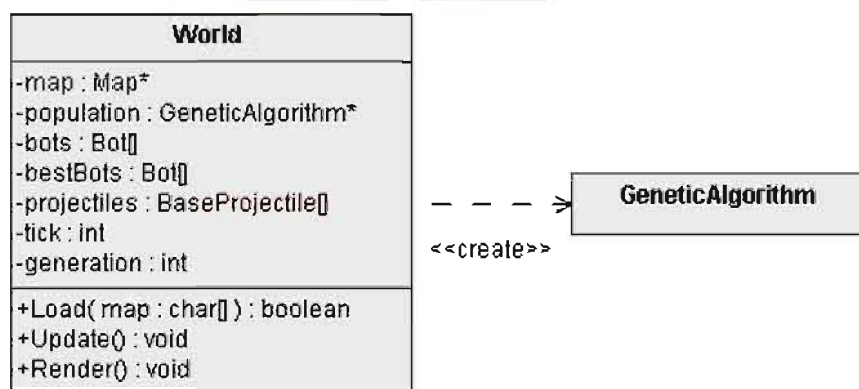 World
-map : Map*
-population : GeneticAlgorithm*
-bots : Bot[]
-bestBots : Bot[]
-projectiles : BaseProjectile[]
-tick : int
-generation : int
+Load( map : char[] ) : boolean
+Update() : void
+Render() : void
<<create>>
GeneticAlgorithm